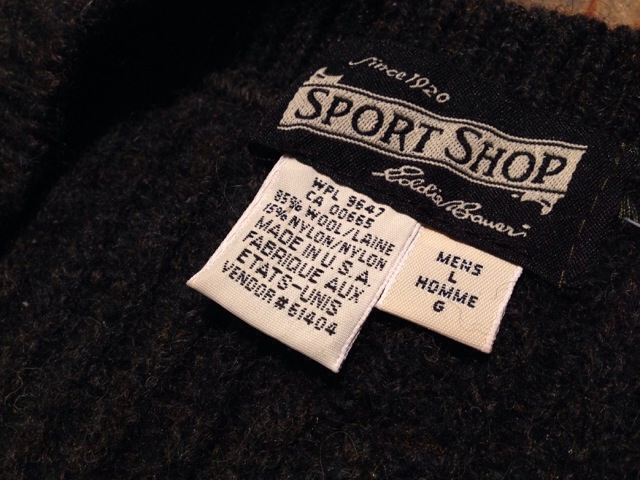 Since 1920
SPORT SHOP
Eddie Bauer
WPL 9647
CA 00665
85% WOOL/LAINE
15% NYLON/NYLON
MADE IN U.S.A.
FABRIQUE AUX
ETATS-UNIS
VENDOR #61404
MENS
L
HOMME
G